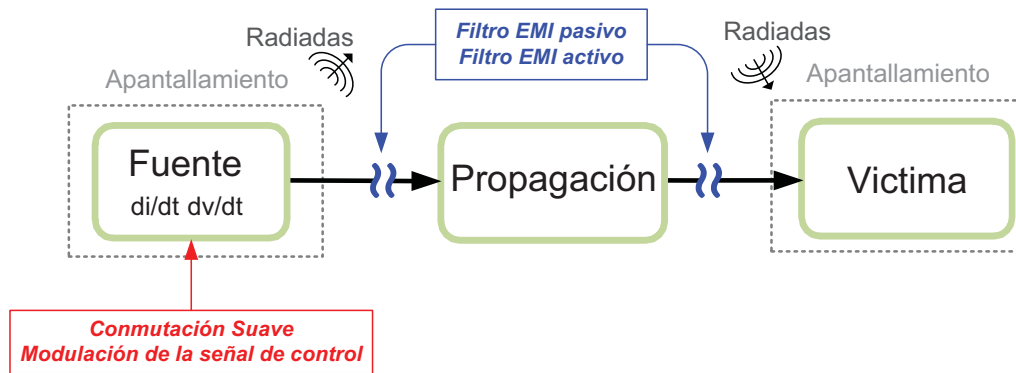 Radiadas
Filtro EMI pasivo
Filtro EMI activo
Radiadas
Apantallamiento
Apantallamiento
Fuente
di/dt dv/dt
Propagación
Victima
Conmutación Suave
Modulación de la señal de control